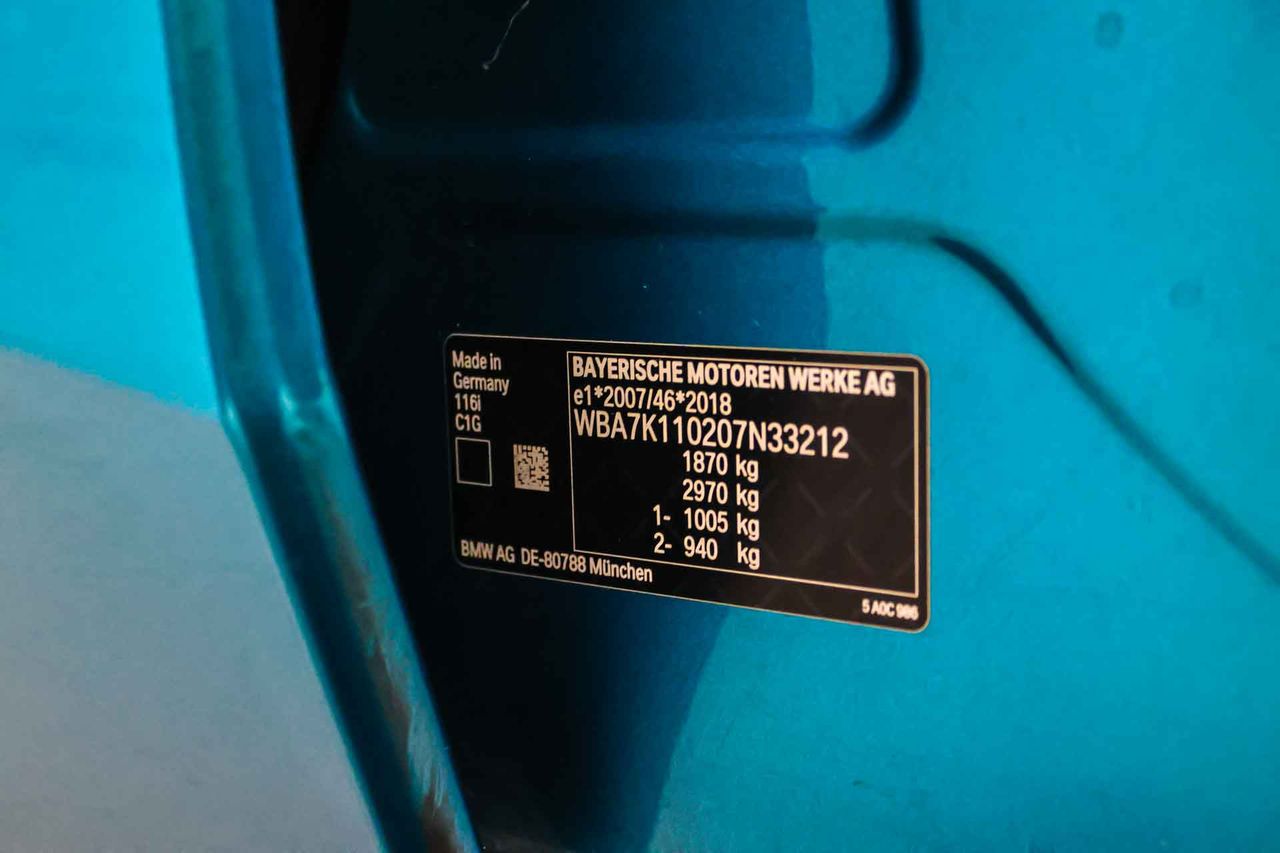 Made in
Germany
116i
C1G
BMW AG DE-80788 München
BAYERISCHE MOTOREN WERKE AG
e1*2007/46*2018
WBA7K110207N33212
1870 kg
2970 kg
1- 1005 kg
2- 940 kg
5 A0C 986